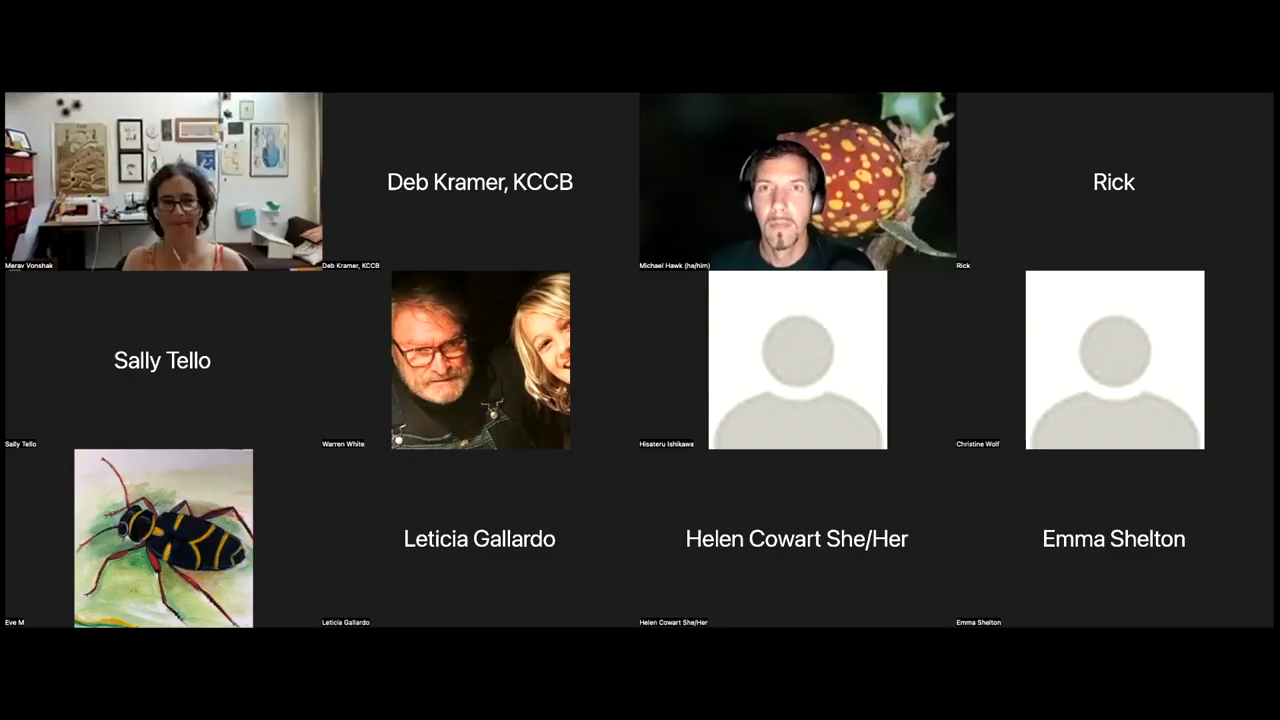 Deb Kramer, KCCB
Rick
Merav Vonshak
Deb Kramer, KCCB
Michael Hawk (he/him)
Rick
Sally Tello
Sally Tello
Warren White
Hisateru Ishikawa
Christine Wolf
Leticia Gallardo
Helen Cowart She/Her
Emma Shelton
Eve M
Leticia Gallardo
Helen Cowart She/Her
Emma Shelton